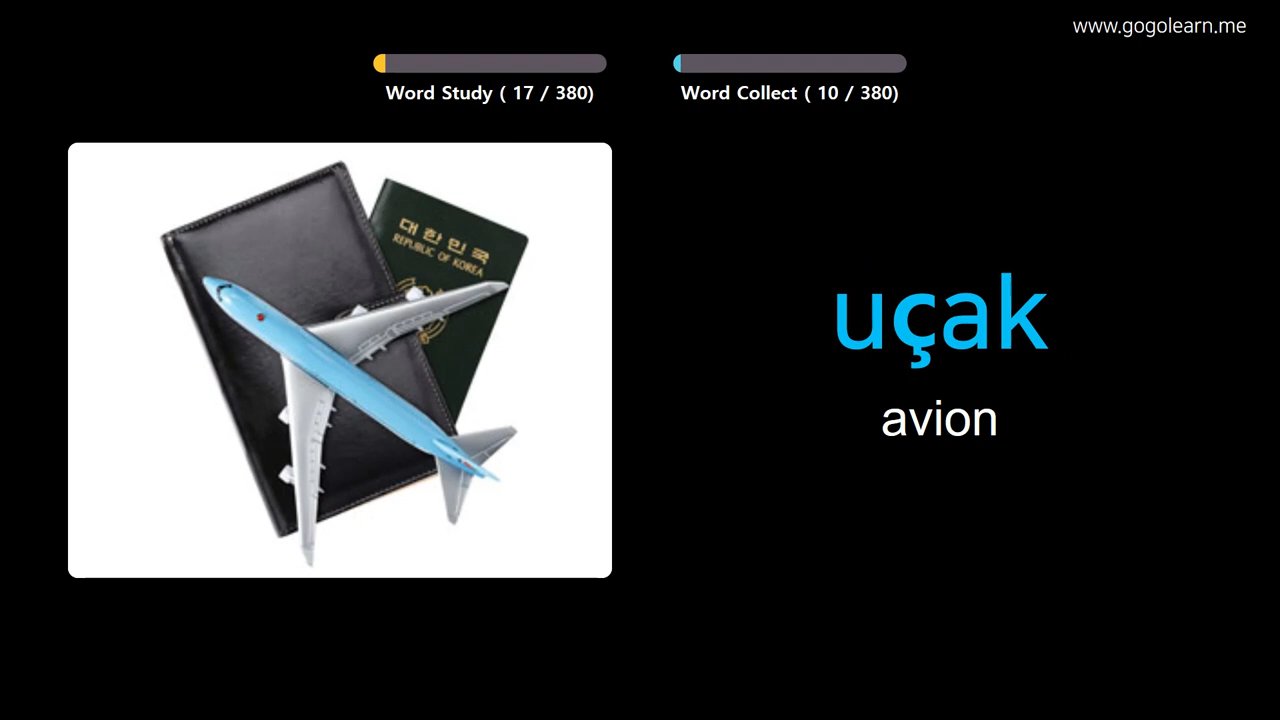 www.gogolearn.me
Word Study ( 17 / 380)
Word Collect ( 10 / 380)
대한민국
REPUBLIC OF KOREA
uçak
avion